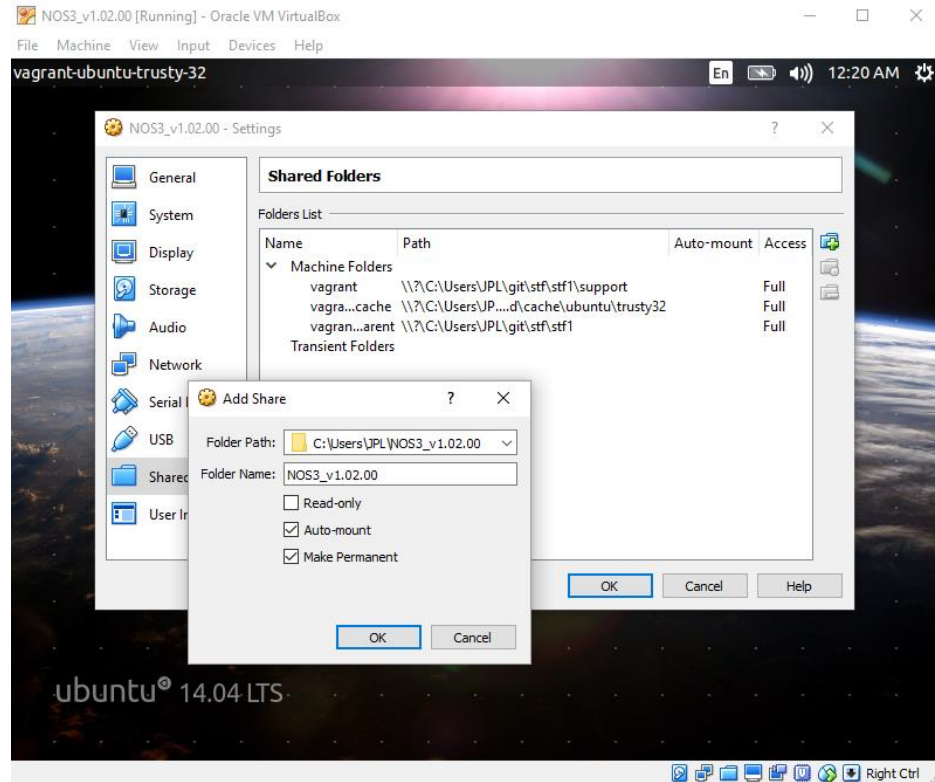 NOS3_v1.02.00 [Running] - Oracle VM VirtualBox
File Machine View Input Devices Help
vagrant-ubuntu-trusty-32 En 12:20 AM
NOS3_v1.02.00 - Settings ? ×
General
System
Display
Storage
Audio
Network
Serial
USB
Shared
User In
Shared Folders
Folders List
Name Path Auto-mount Access
Machine Folders
vagrant \\?\C:\Users\JPL\git\stf\stf1\support Full
vagra...cache \\?\C:\Users\JP....d\cache\ubuntu\trusty32 Full
vagran...arent \\?\C:\Users\JPL\git\stf\stf1 Full
Transient Folders
Add Share ? ×
Folder Path: C:\Users\JPL\NOS3_v1.02.00
Folder Name: NOS3_v1.02.00
Read-only
Auto-mount
Make Permanent
OK Cancel
OK Cancel Help
ubuntu® 14.04 LTS
Right Ctrl